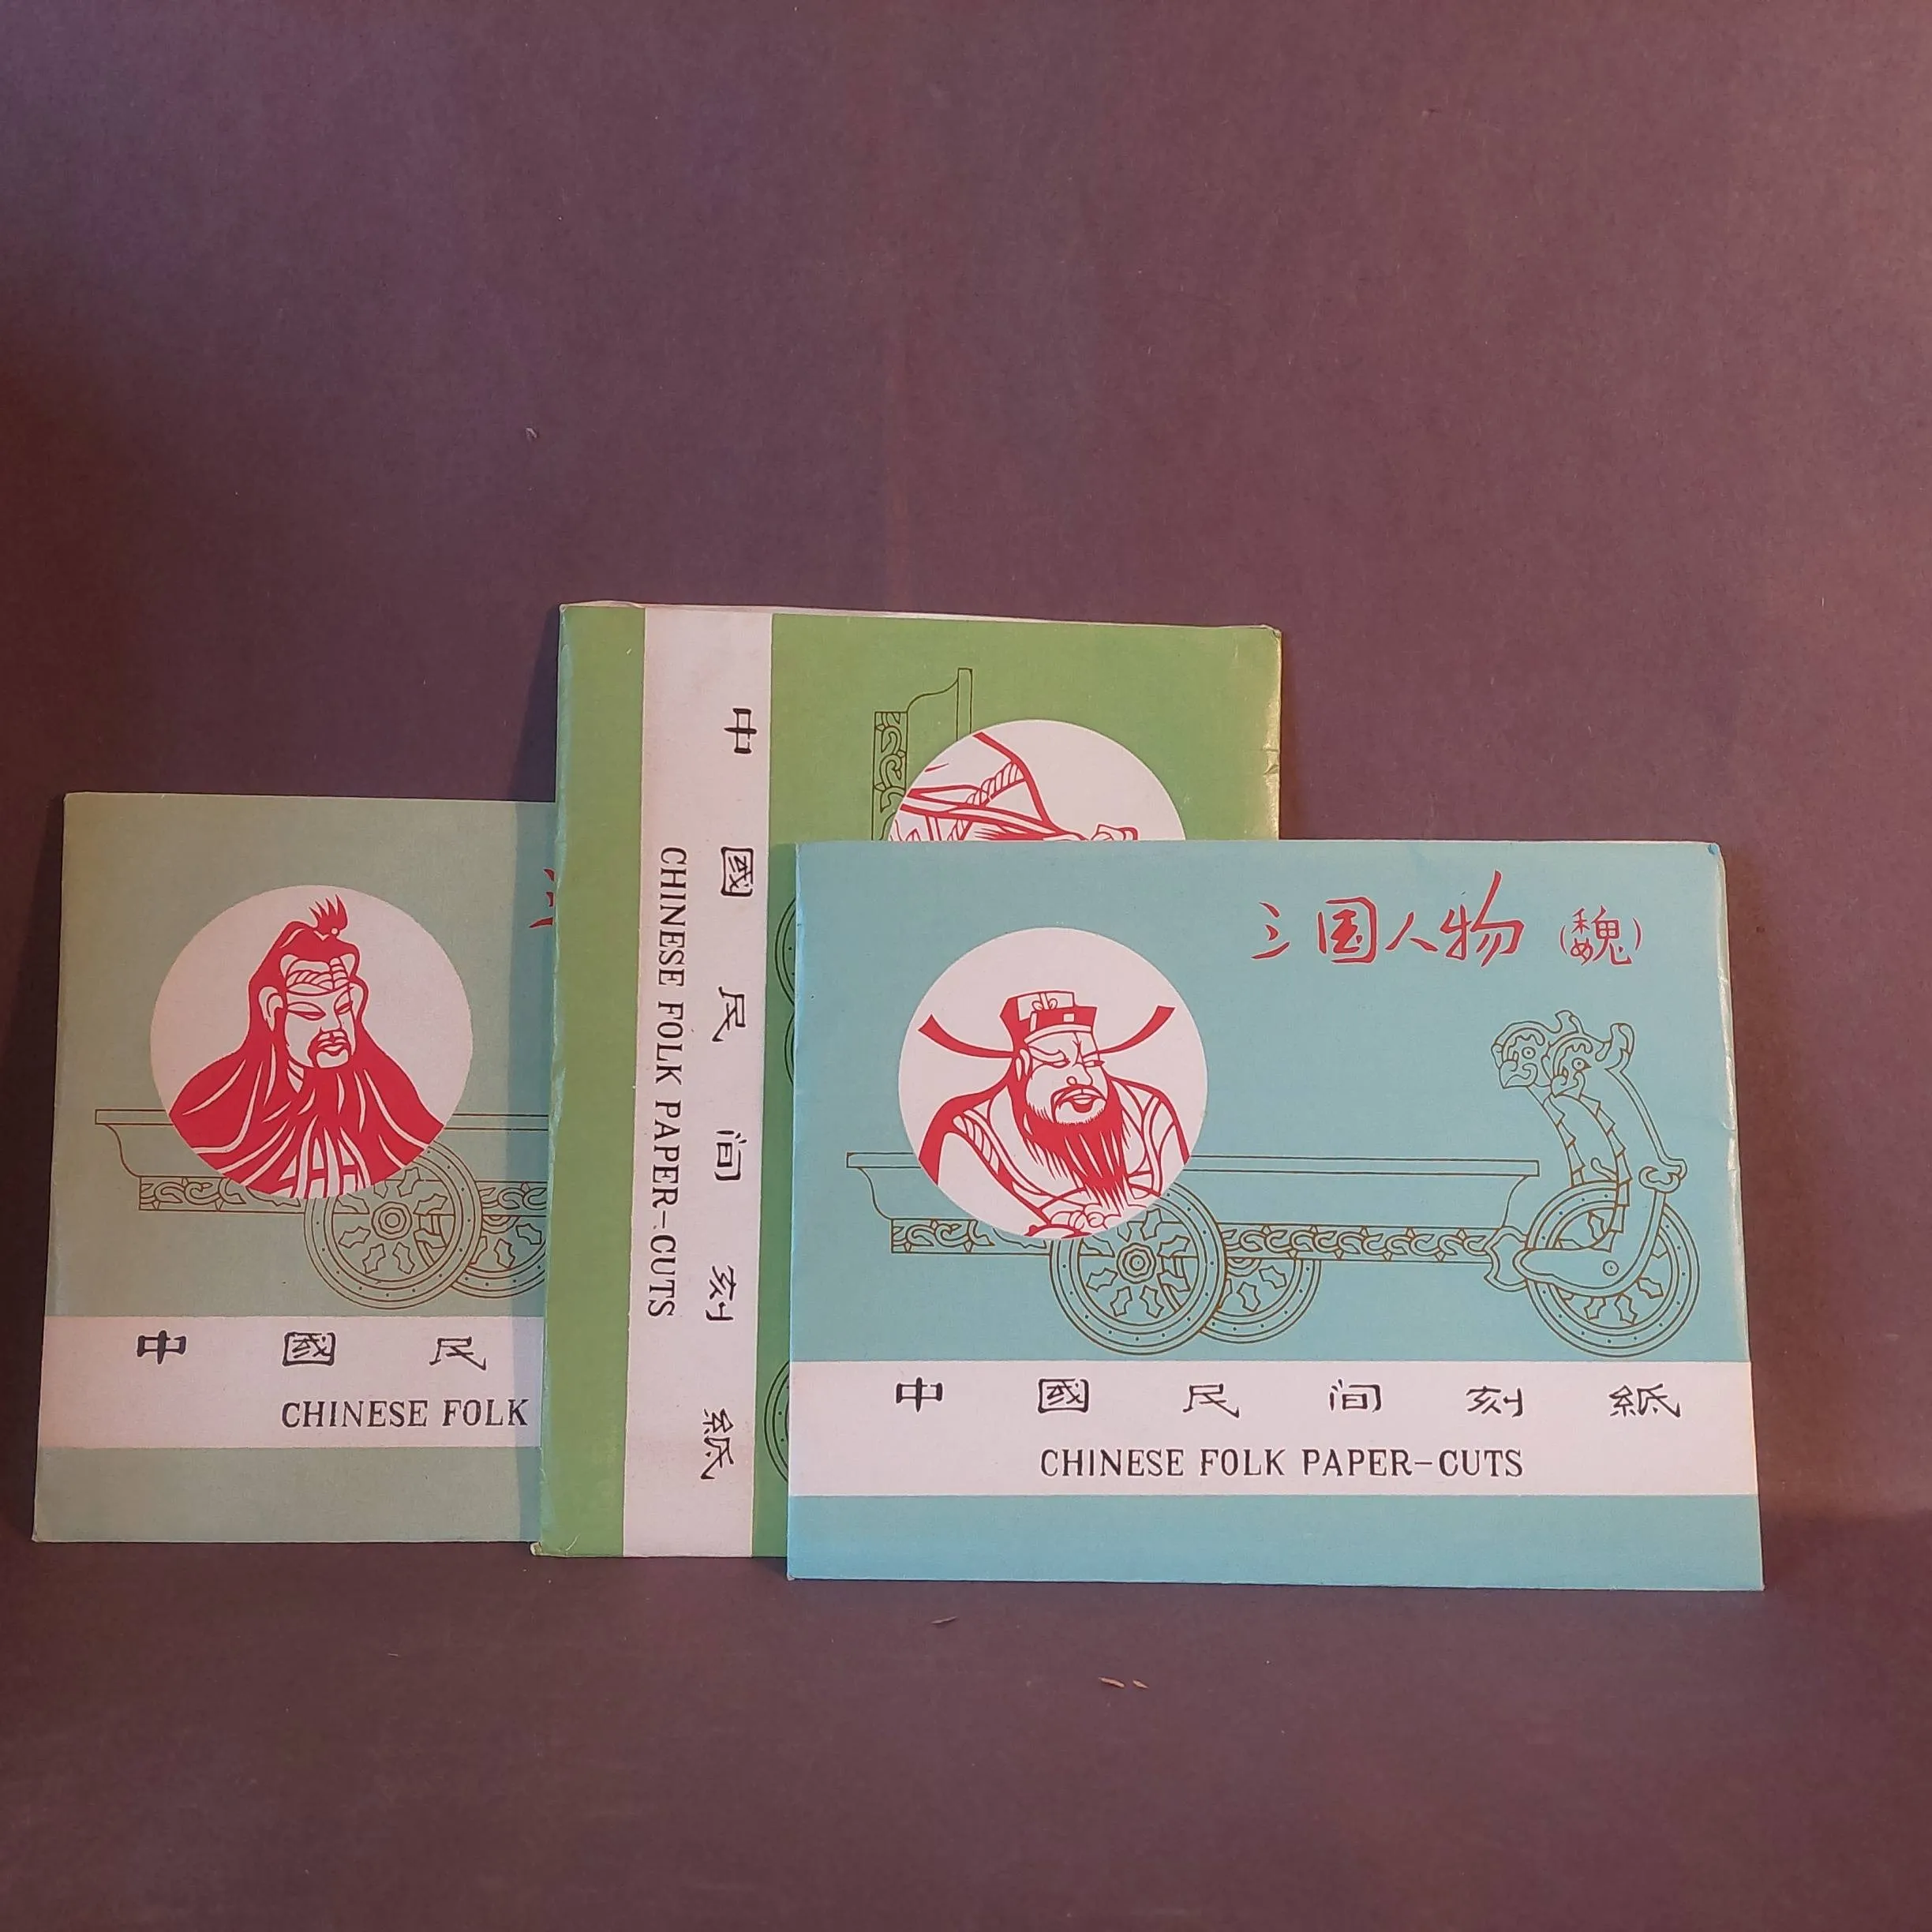 中 國 民
CHINESE FOLK
中 國 民 间 刻 紙
CHINESE FOLK PAPER-CUTS
三国人物 (魏)
中 國 民 间 刻 紙
CHINESE FOLK PAPER-CUTS